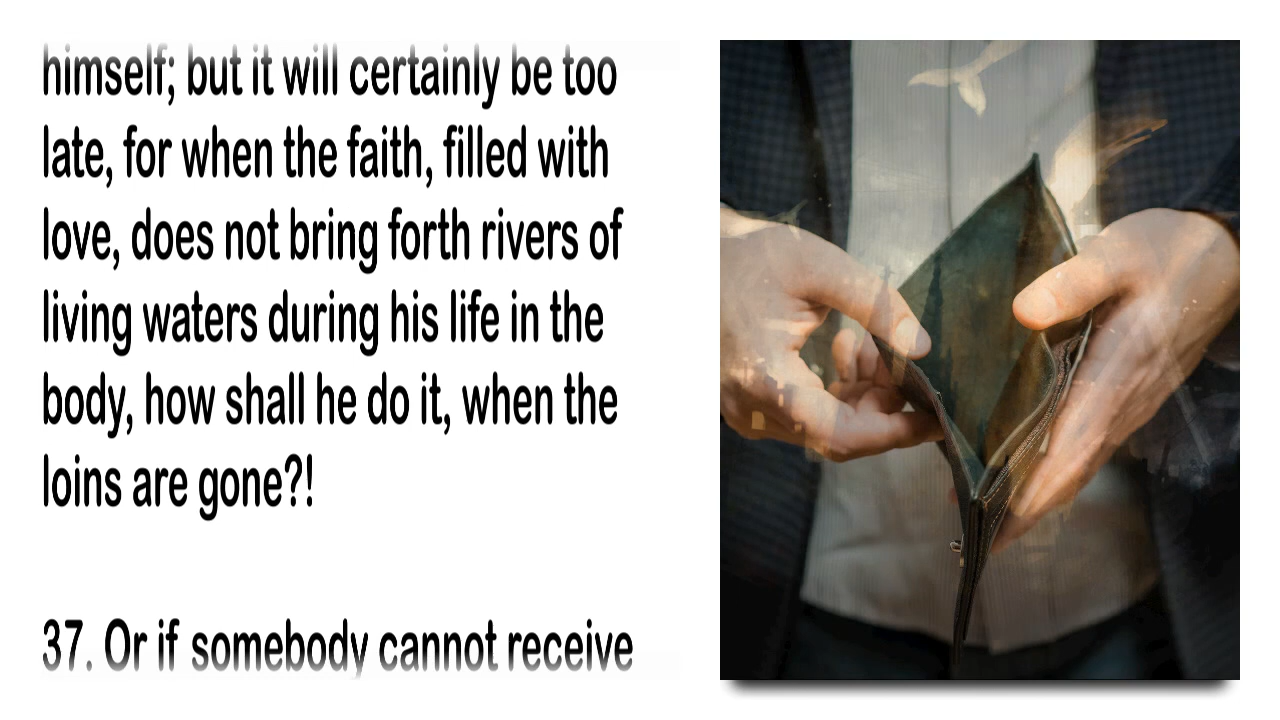 himself; but it will certainly be too
late, for when the faith, filled with
love, does not bring forth rivers of
living waters during his life in the
body, how shall he do it, when the
loins are gone?!
37. Or if somebody cannot receive